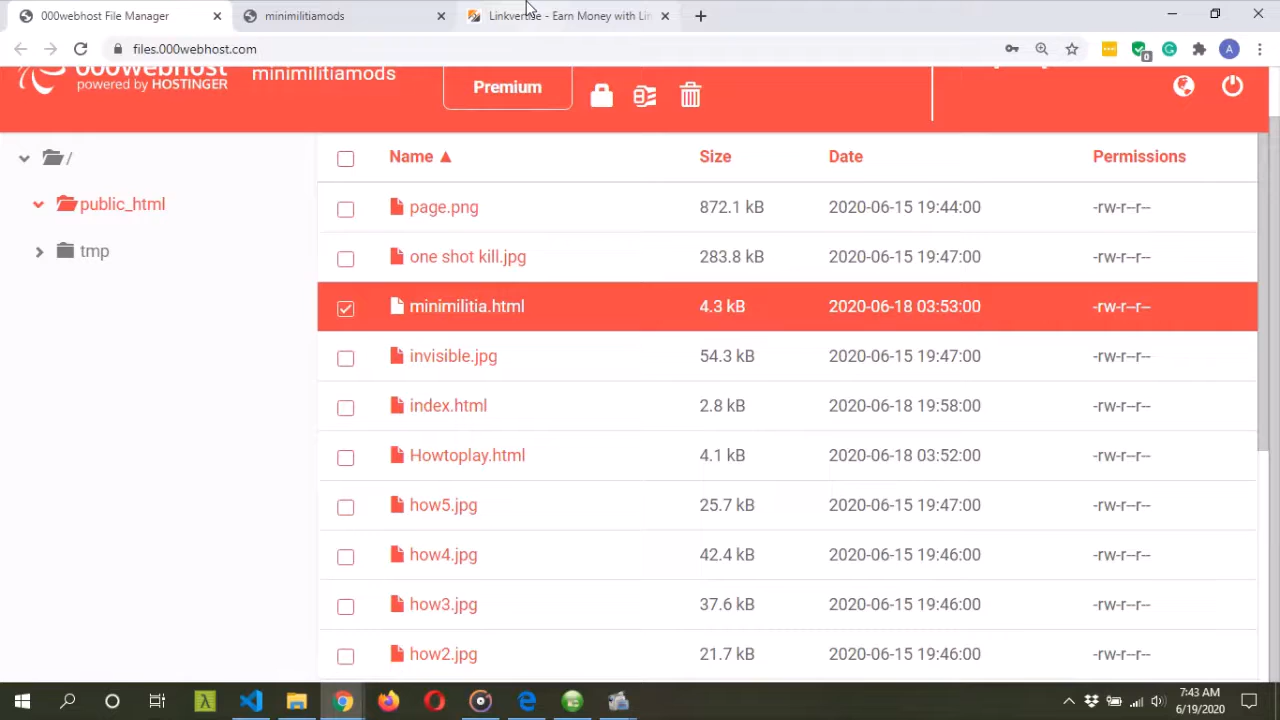 000webhost File Manager
minimilitiamods
Linkvertise - Earn Money with Lin
files.000webhost.com
A
000webhost
powered by HOSTINGER
minimilitiamods
Premium
/
public_html
tmp
Name ▲ Size Date Permissions
page.png 872.1 kB 2020-06-15 19:44:00 -rw-r--r--
one shot kill.jpg 283.8 kB 2020-06-15 19:47:00 -rw-r--r--
minimilitia.html 4.3 kB 2020-06-18 03:53:00 -rw-r--r--
invisible.jpg 54.3 kB 2020-06-15 19:47:00 -rw-r--r--
index.html 2.8 kB 2020-06-18 19:58:00 -rw-r--r--
Howtoplay.html 4.1 kB 2020-06-18 03:52:00 -rw-r--r--
how5.jpg 25.7 kB 2020-06-15 19:47:00 -rw-r--r--
how4.jpg 42.4 kB 2020-06-15 19:46:00 -rw-r--r--
how3.jpg 37.6 kB 2020-06-15 19:46:00 -rw-r--r--
how2.jpg 21.7 kB 2020-06-15 19:46:00 -rw-r--r--
7:43 AM
6/19/2020